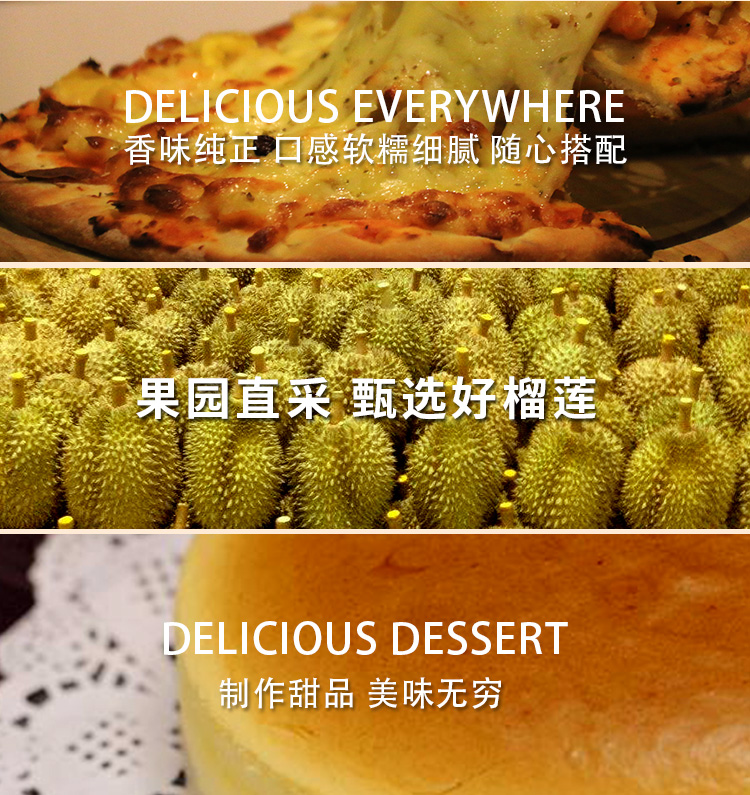 DELICIOUS EVERYWHERE
香味纯正 口感软糯细腻 随心搭配
果园直采 甄选好榴莲
DELICIOUS DESSERT
制作甜品 美味无穷